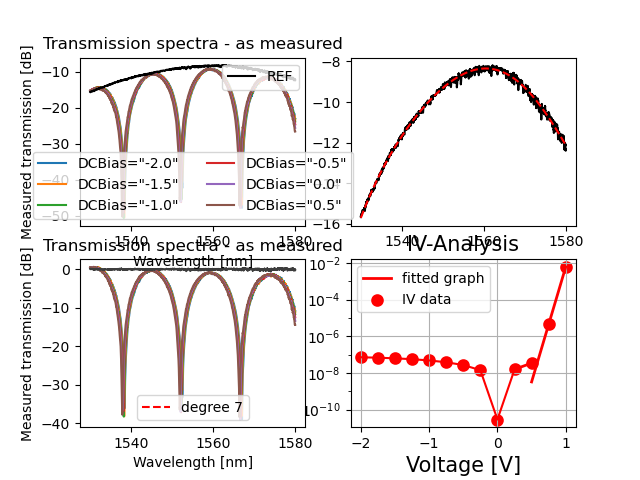 Transmission spectra - as measured
Measured transmission [dB]
−10
−20
−30
−50
REF
DCBias="-2.0"
DCBias="-1.5"
DCBias="-1.0"
DCBias="-0.5"
DCBias="0.0"
DCBias="0.5"
1540
1560
1580
Wavelength [nm]
−8
−10
−12
−14
−16
1540
1560
1580
Transmission spectra - as measured
Measured transmission [dB]
0
−10
−20
−30
−40
degree 7
1540
1560
1580
Wavelength [nm]
IV-Analysis
10−2
10−4
10−6
10−8
10−10
fitted graph
IV data
−2
−1
0
1
Voltage [V]